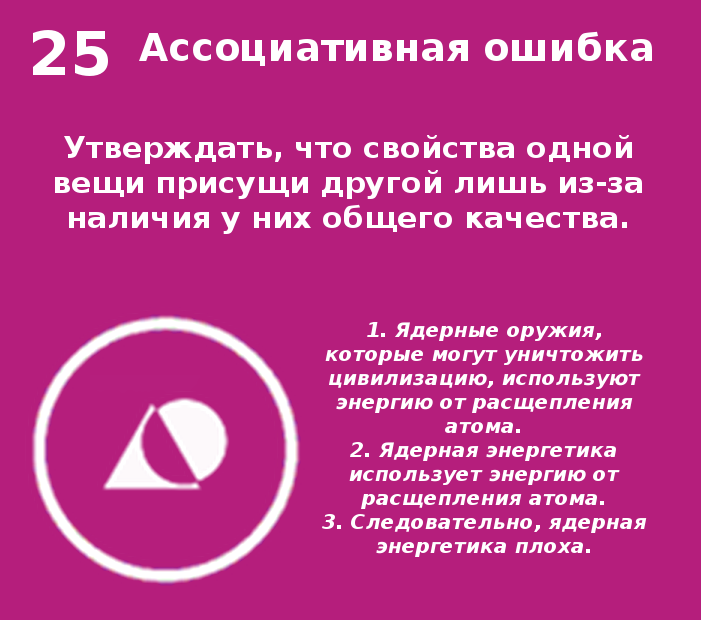 25 Ассоциативная ошибка
Утверждать, что свойства одной
вещи присущи другой лишь из-за
наличия у них общего качества.
1. Ядерные оружия,
которые могут уничтожить
цивилизацию, используют
энергию от расщепления
атома.
2. Ядерная энергетика
использует энергию от
расщепления атома.
3. Следовательно, ядерная
энергетика плоха.